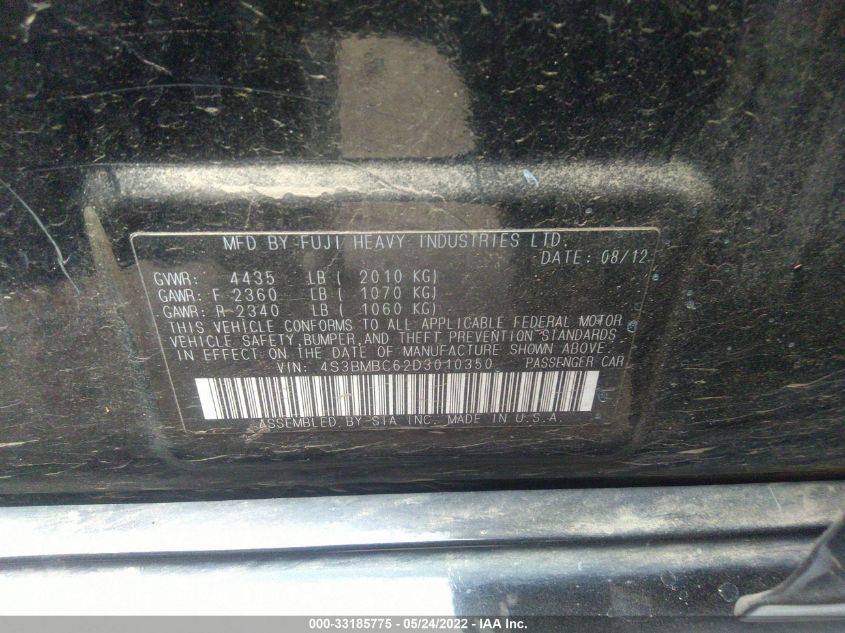 MFD BY FUJI HEAVY INDUSTRIES LTD.
DATE: 08/12
GVWR: 4435 LB ( 2010 KG)
GAWR: F 2360 LB ( 1070 KG)
GAWR: R 2340 LB ( 1060 KG)
THIS VEHICLE CONFORMS TO ALL APPLICABLE FEDERAL MOTOR
VEHICLE SAFETY, BUMPER, AND THEFT PREVENTION STANDARDS
IN EFFECT ON THE DATE OF MANUFACTURE SHOWN ABOVE.
VIN: 4S3BMBC62D3010350 PASSENGER CAR
ASSEMBLED BY SIA INC. MADE IN U.S.A.
000-33185775 - 05/24/2022 - IAA Inc.